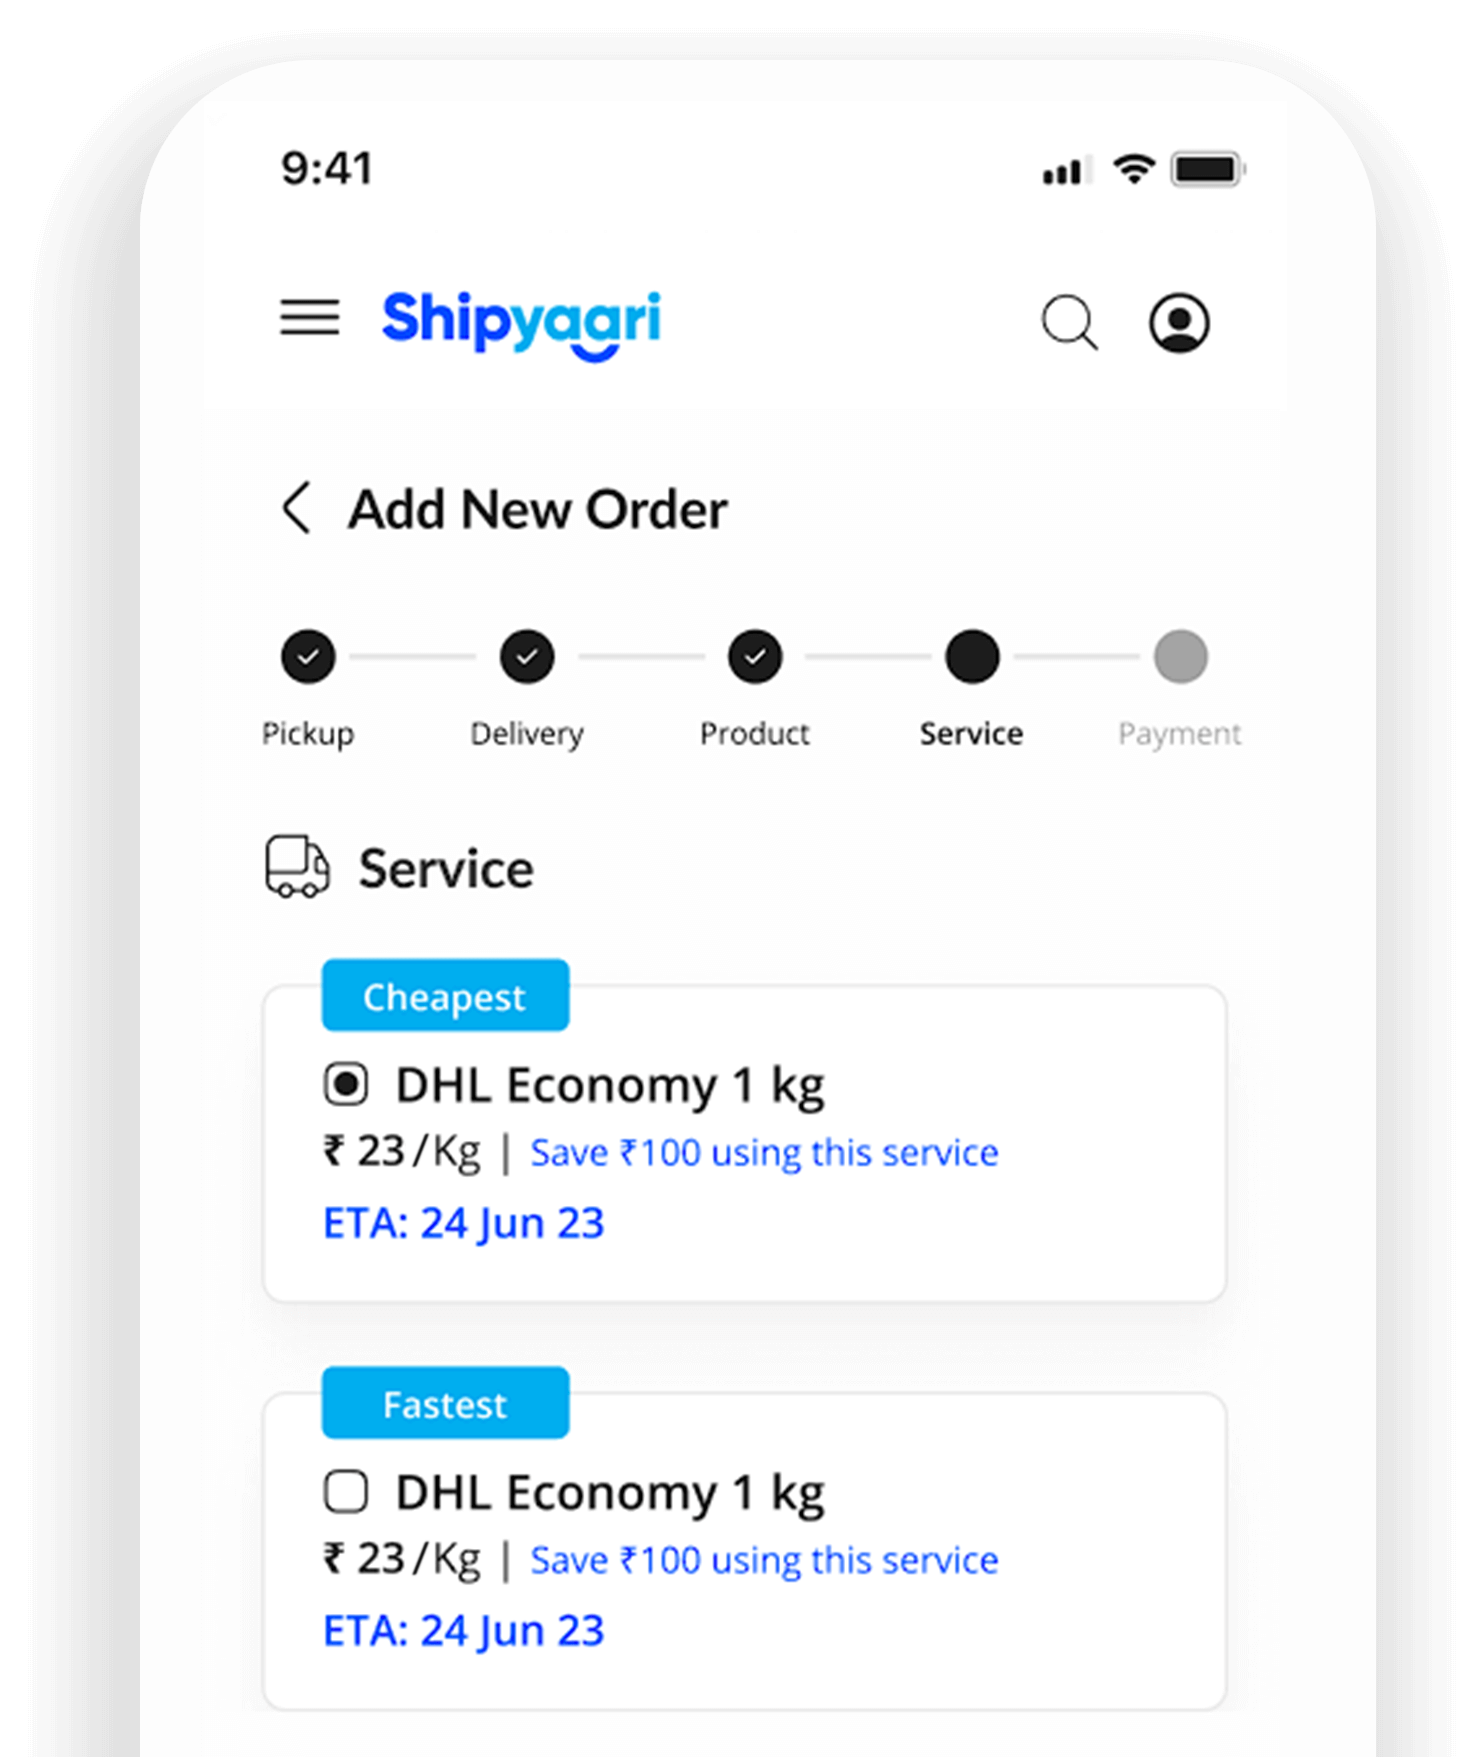 9:41
Shipyaari
Add New Order
Pickup Delivery Product Service Payment
Service
Cheapest
DHL Economy 1 kg
₹ 23/Kg | Save ₹100 using this service
ETA: 24 Jun 23
Fastest
DHL Economy 1 kg
₹ 23/Kg | Save ₹100 using this service
ETA: 24 Jun 23